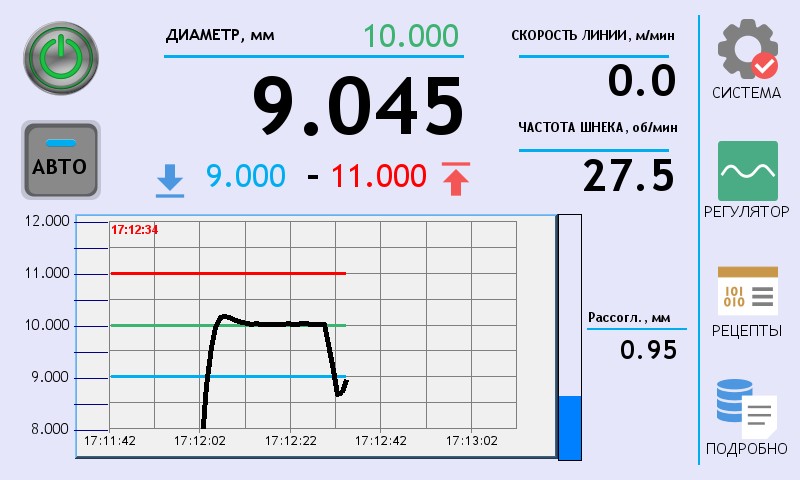 ДИАМЕТР, мм
10.000
9.045
9.000 - 11.000
СКОРОСТЬ ЛИНИИ, м/мин
0.0
ЧАСТОТА ШНЕКА, об/мин
27.5
АВТО
СИСТЕМА
РЕГУЛЯТОР
101
010
РЕЦЕПТЫ
ПОДРОБНО
17:12:34
12.000
11.000
10.000
9.000
8.000
17:11:42 17:12:02 17:12:22 17:12:42 17:13:02
Рассогл., мм
0.95